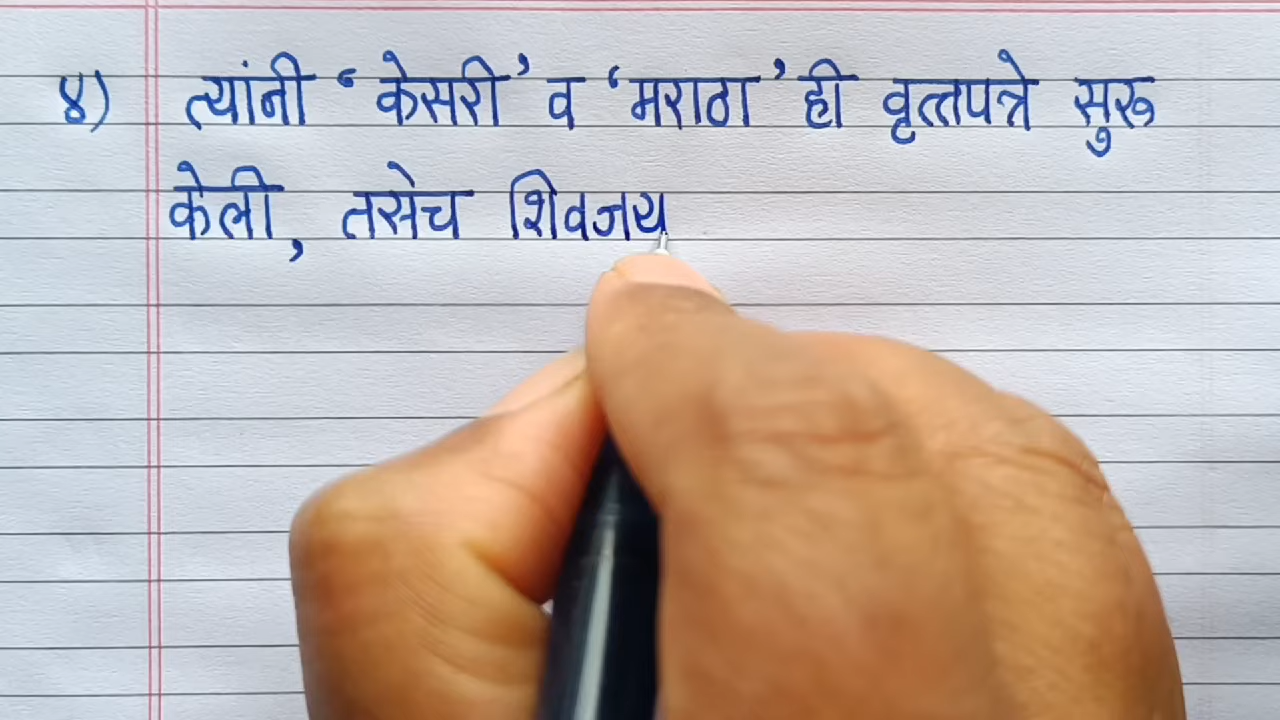 ४) त्यांनी ‘केसरी’ व ‘मराठा’ ही वृत्तपत्रे सुरू
केली, तसेच शिवजय